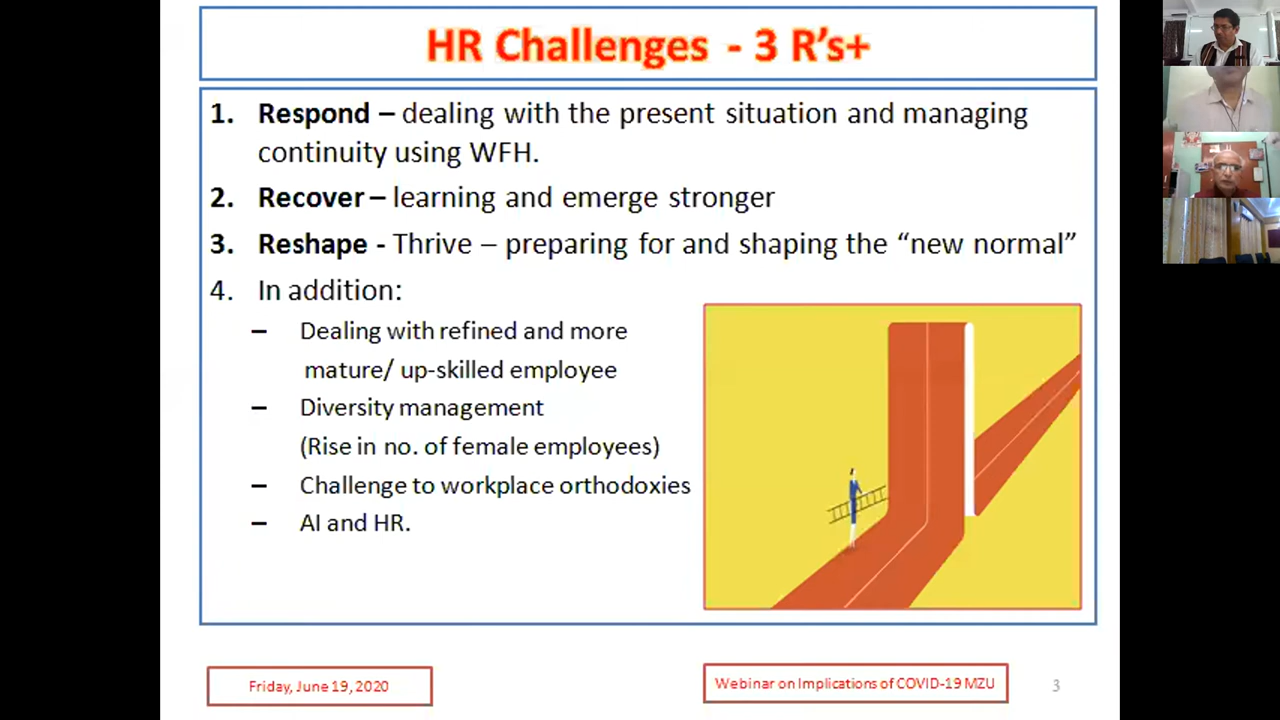 HR Challenges - 3 R's+
1. Respond – dealing with the present situation and managing
continuity using WFH.
2. Recover – learning and emerge stronger
3. Reshape - Thrive – preparing for and shaping the “new normal”
4. In addition:
– Dealing with refined and more
mature/ up-skilled employee
– Diversity management
(Rise in no. of female employees)
– Challenge to workplace orthodoxies
– AI and HR.
Friday, June 19, 2020
Webinar on Implications of COVID-19 MZU
3